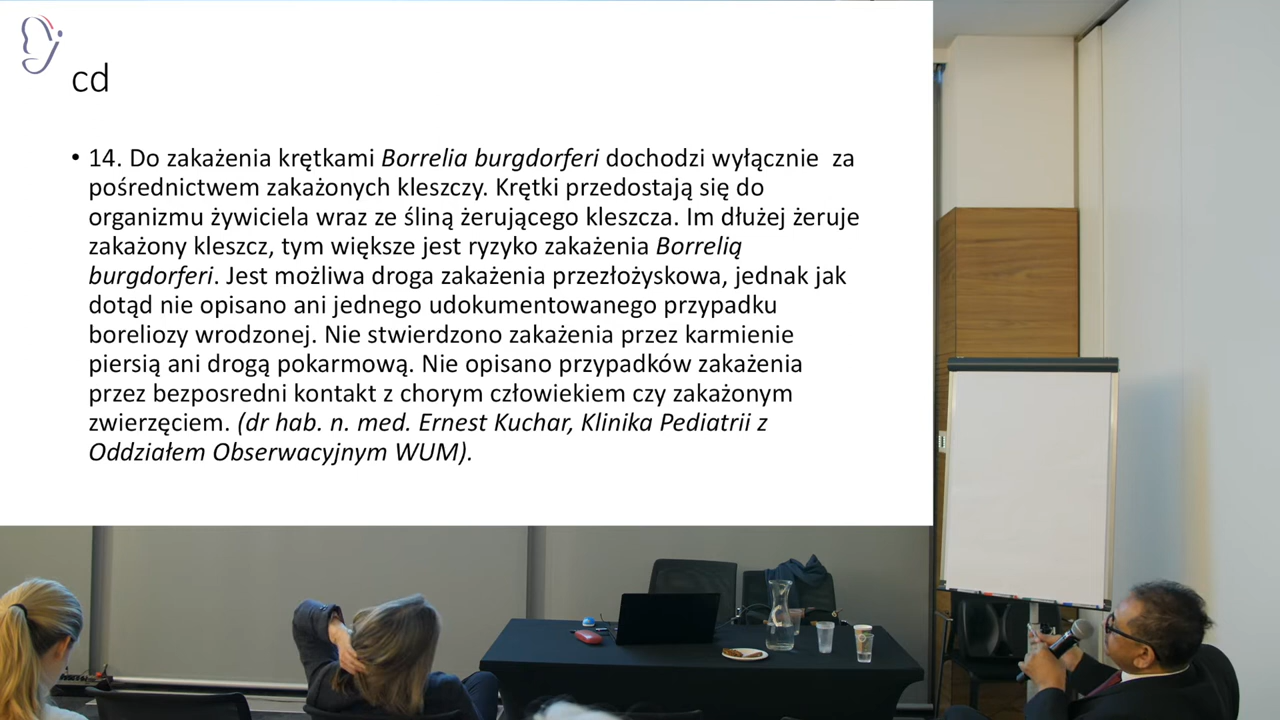 cd
• 14. Do zakażenia krętkami Borrelia burgdorferi dochodzi wyłącznie za
pośrednictwem zakażonych kleszczy. Krętki przedostają się do
organizmu żywiciela wraz ze śliną żerującego kleszcza. Im dłużej żeruje
zakażony kleszcz, tym większe jest ryzyko zakażenia Borrelią
burgdorferi. Jest możliwa droga zakażenia przezłożyskowa, jednak jak
dotąd nie opisano ani jednego udokumentowanego przypadku
boreliozy wrodzonej. Nie stwierdzono zakażenia przez karmienie
piersią ani drogą pokarmową. Nie opisano przypadków zakażenia
przez bezposredni kontakt z chorym człowiekiem czy zakażonym
zwierzęciem. (dr hab. n. med. Ernest Kuchar, Klinika Pediatrii z
Oddziałem Obserwacyjnym WUM).